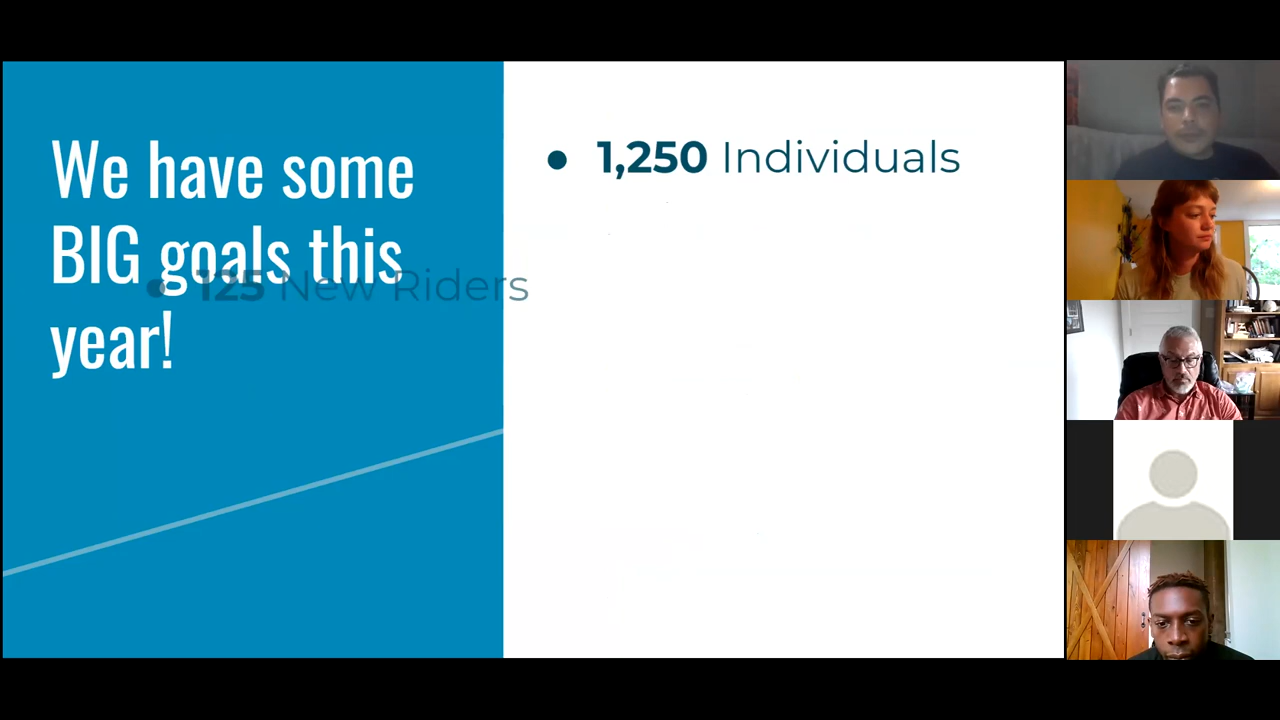 We have some
BIG goals this
year!
• 1,250 Individuals
• 125 New Riders